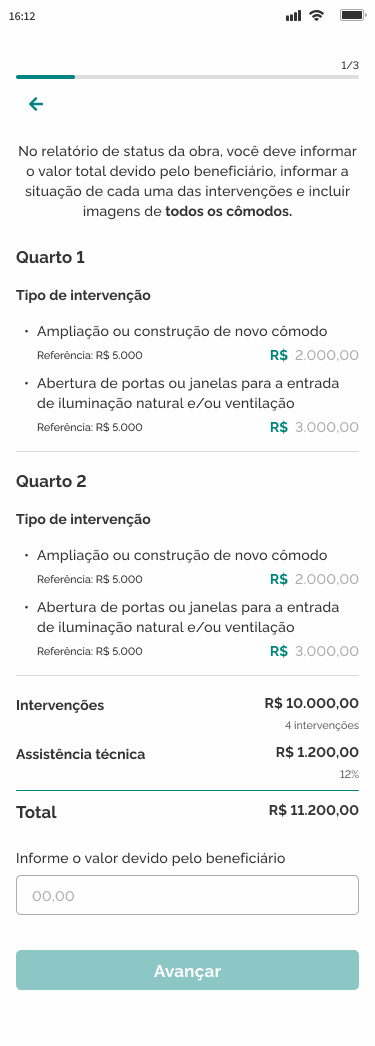 16:12
1/3
No relatório de status da obra, você deve informar
o valor total devido pelo beneficiário, informar a
situação de cada uma das intervenções e incluir
imagens de todos os cômodos.
Quarto 1
Tipo de intervenção
• Ampliação ou construção de novo cômodo
Referência: R$ 5.000 R$ 2.000,00
• Abertura de portas ou janelas para a entrada
de iluminação natural e/ou ventilação
Referência: R$ 5.000 R$ 3.000,00
Quarto 2
Tipo de intervenção
• Ampliação ou construção de novo cômodo
Referência: R$ 5.000 R$ 2.000,00
• Abertura de portas ou janelas para a entrada
de iluminação natural e/ou ventilação
Referência: R$ 5.000 R$ 3.000,00
Intervenções R$ 10.000,00
4 intervenções
Assistência técnica R$ 1.200,00
12%
Total R$ 11.200,00
Informe o valor devido pelo beneficiário
00,00
Avançar